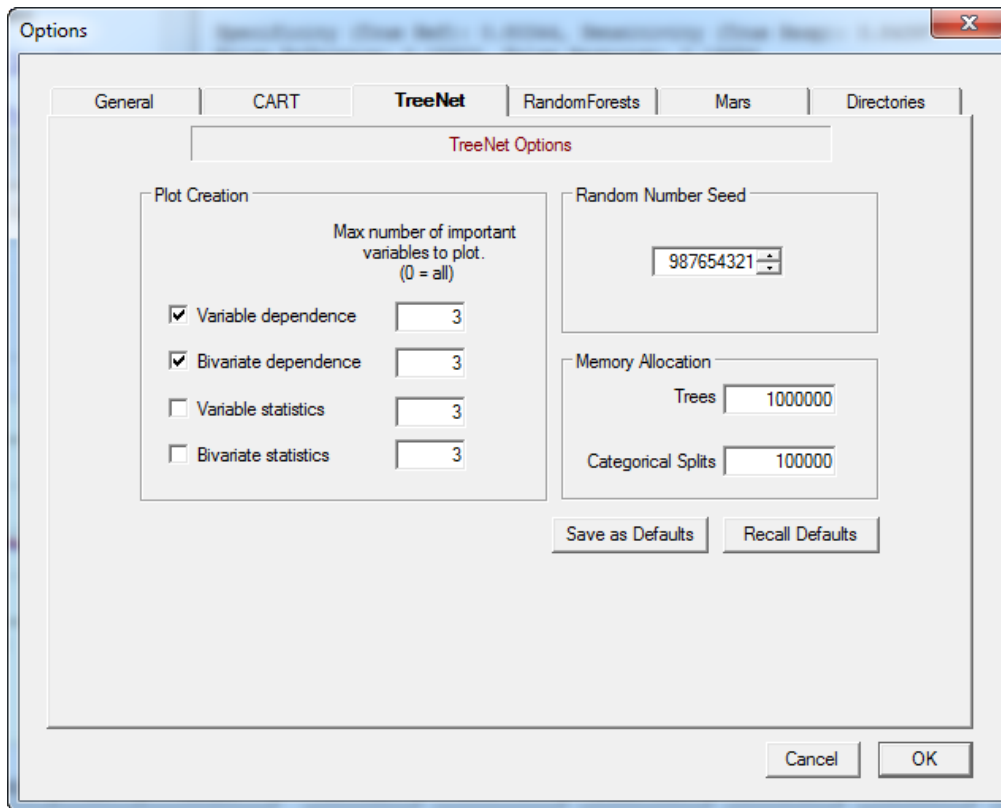 Options
General CART TreeNet RandomForests Mars Directories
TreeNet Options
Plot Creation
Max number of important
variables to plot.
(0 = all)
Variable dependence 3
Bivariate dependence 3
Variable statistics 3
Bivariate statistics 3
Random Number Seed
987654321
Memory Allocation
Trees 1000000
Categorical Splits 100000
Save as Defaults Recall Defaults
Cancel OK